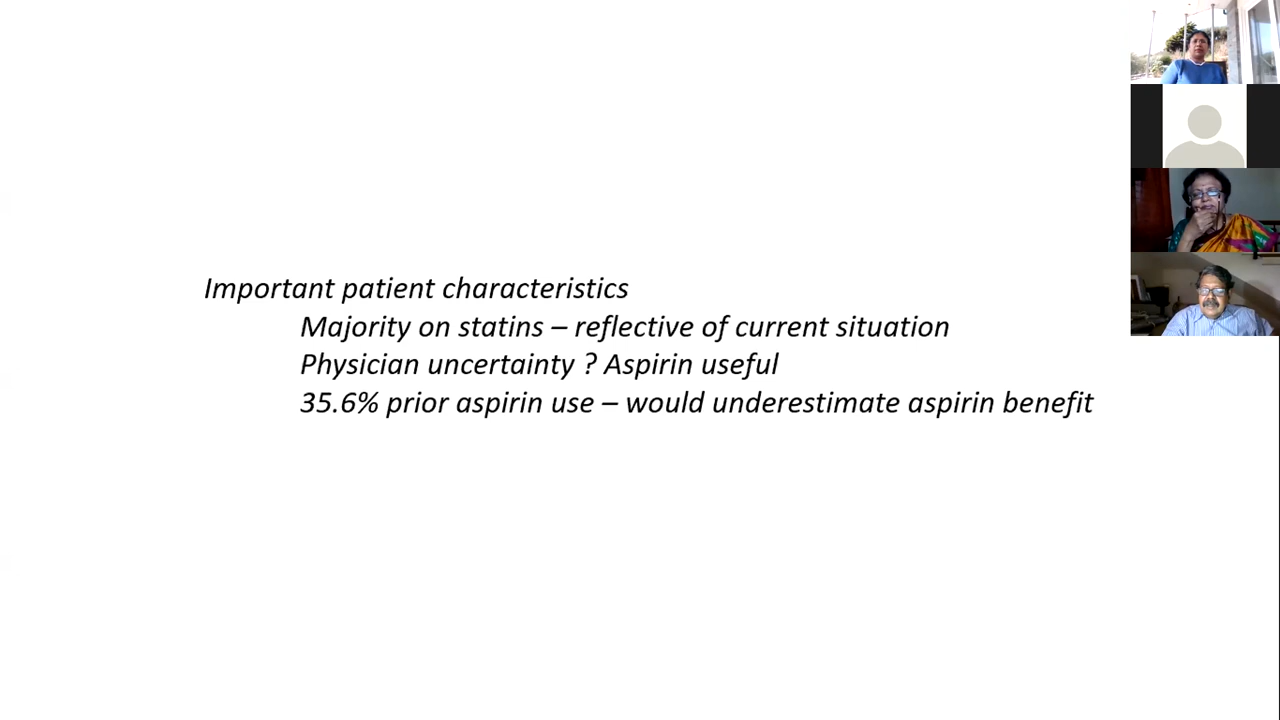 Important patient characteristics
Majority on statins – reflective of current situation
Physician uncertainty ? Aspirin useful
35.6% prior aspirin use – would underestimate aspirin benefit